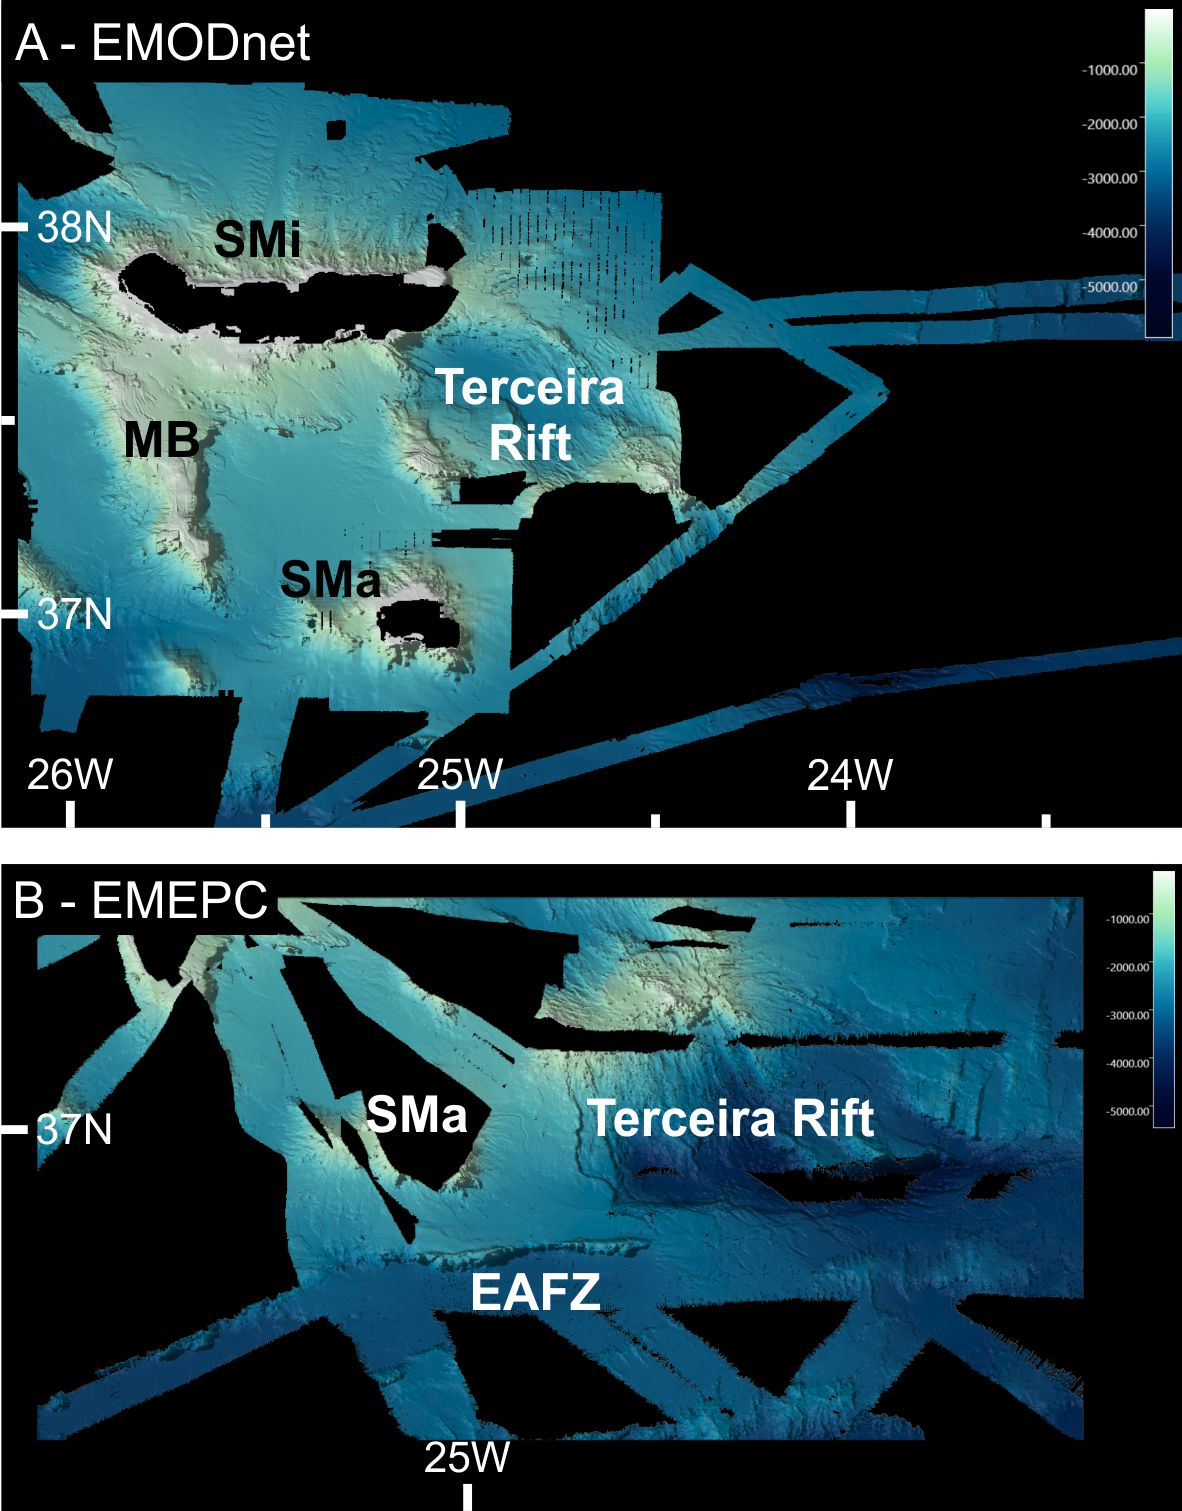 A - EMODnet
-1000.00
-2000.00
-3000.00
-4000.00
-5000.00
38N
SMi
Terceira
Rift
MB
SMa
37N
26W
25W
24W
B - EMEPC
-1000.00
-2000.00
-3000.00
-4000.00
-5000.00
SMa
Terceira Rift
37N
EAFZ
25W